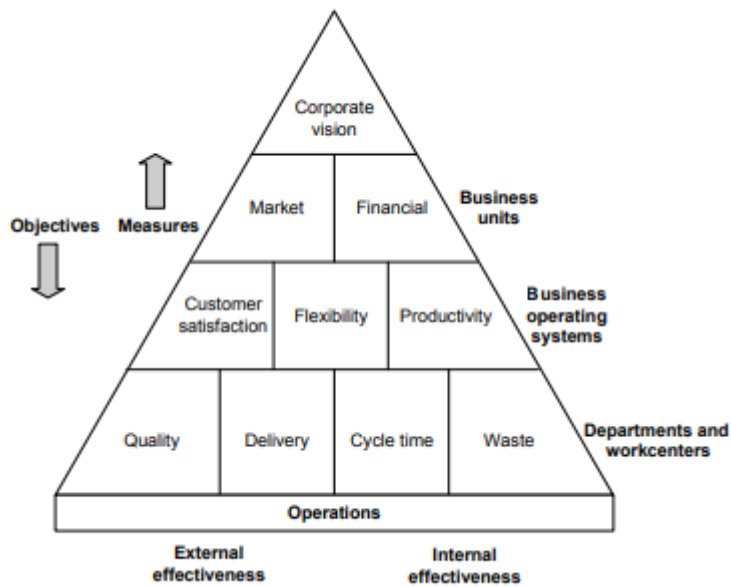 Corporate
vision
Market
Financial
Business
units
Objectives
Measures
Customer
satisfaction
Flexibility
Productivity
Business
operating
systems
Quality
Delivery
Cycle time
Waste
Departments and
workcenters
Operations
External
effectiveness
Internal
effectiveness